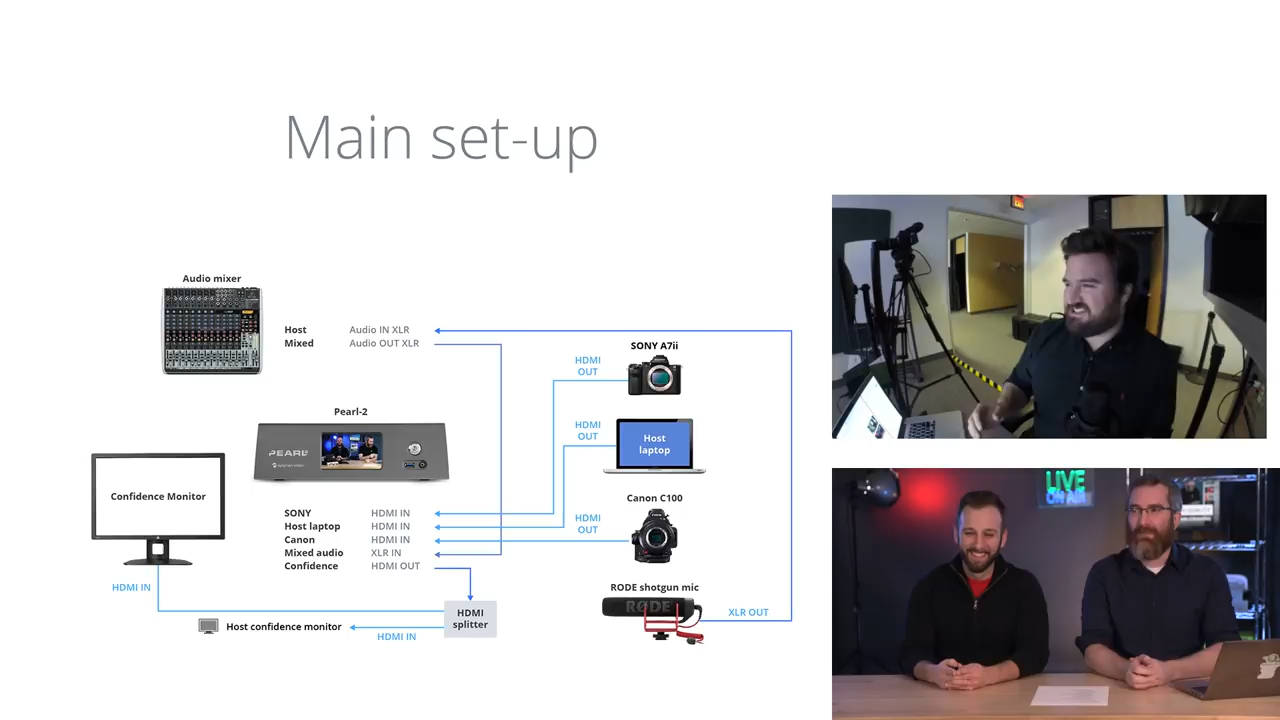 Main set-up
Audio mixer
Host Audio IN XLR
Mixed Audio OUT XLR
SONY A7ii
HDMI
OUT
Pearl-2
PEARL
HDMI
OUT
Host
laptop
Confidence Monitor
Canon C100
HDMI
OUT
SONY HDMI IN
Host laptop HDMI IN
Canon HDMI IN
Mixed audio XLR IN
Confidence HDMI OUT
HDMI IN
RODE shotgun mic
RØDE
XLR OUT
HDMI
splitter
Host confidence monitor
HDMI IN
EXIT
LIVE
ON AIR